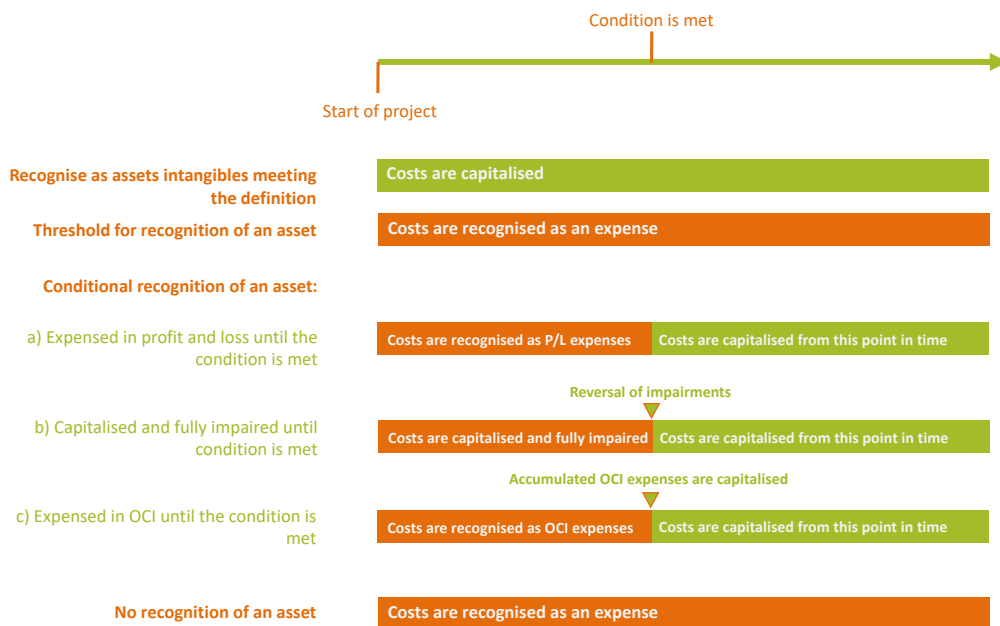 Condition is met
Start of project
Recognise as assets intangibles meeting
the definition
Costs are capitalised
Threshold for recognition of an asset
Costs are recognised as an expense
Conditional recognition of an asset:
a) Expensed in profit and loss until the
condition is met
Costs are recognised as P/L expenses
Costs are capitalised from this point in time
Reversal of impairments
b) Capitalised and fully impaired until
condition is met
Costs are capitalised and fully impaired
Costs are capitalised from this point in time
Accumulated OCI expenses are capitalised
c) Expensed in OCI until the condition is
met
Costs are recognised as OCI expenses
Costs are capitalised from this point in time
No recognition of an asset
Costs are recognised as an expense